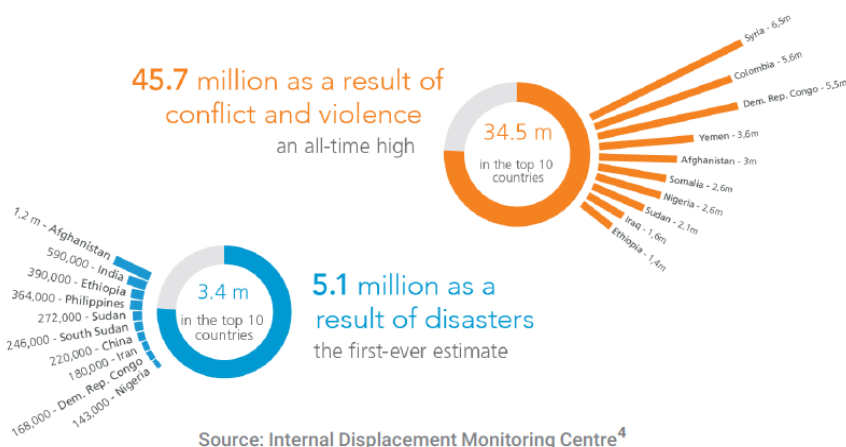 45.7 million as a result of
conflict and violence
an all-time high
34.5 m
in the top 10
countries
Syria - 6,5m
Colombia - 5,6m
Dem. Rep. Congo - 5,5m
Yemen - 3,6m
Afghanistan - 3m
Somalia - 2,6m
Nigeria - 2,6m
Sudan - 2,1m
Iraq - 1,6m
Ethiopia - 1,4m
1,2 m - Afghanistan
590,000 - India
390,000 - Ethiopia
364,000 - Philippines
272,000 - Sudan
246,000 - South Sudan
220,000 - China
180,000 - Iran
168,000 - Dem. Rep. Congo
143,000 - Nigeria
3.4 m
in the top 10
countries
5.1 million as a
result of disasters
the first-ever estimate
Source: Internal Displacement Monitoring Centre4